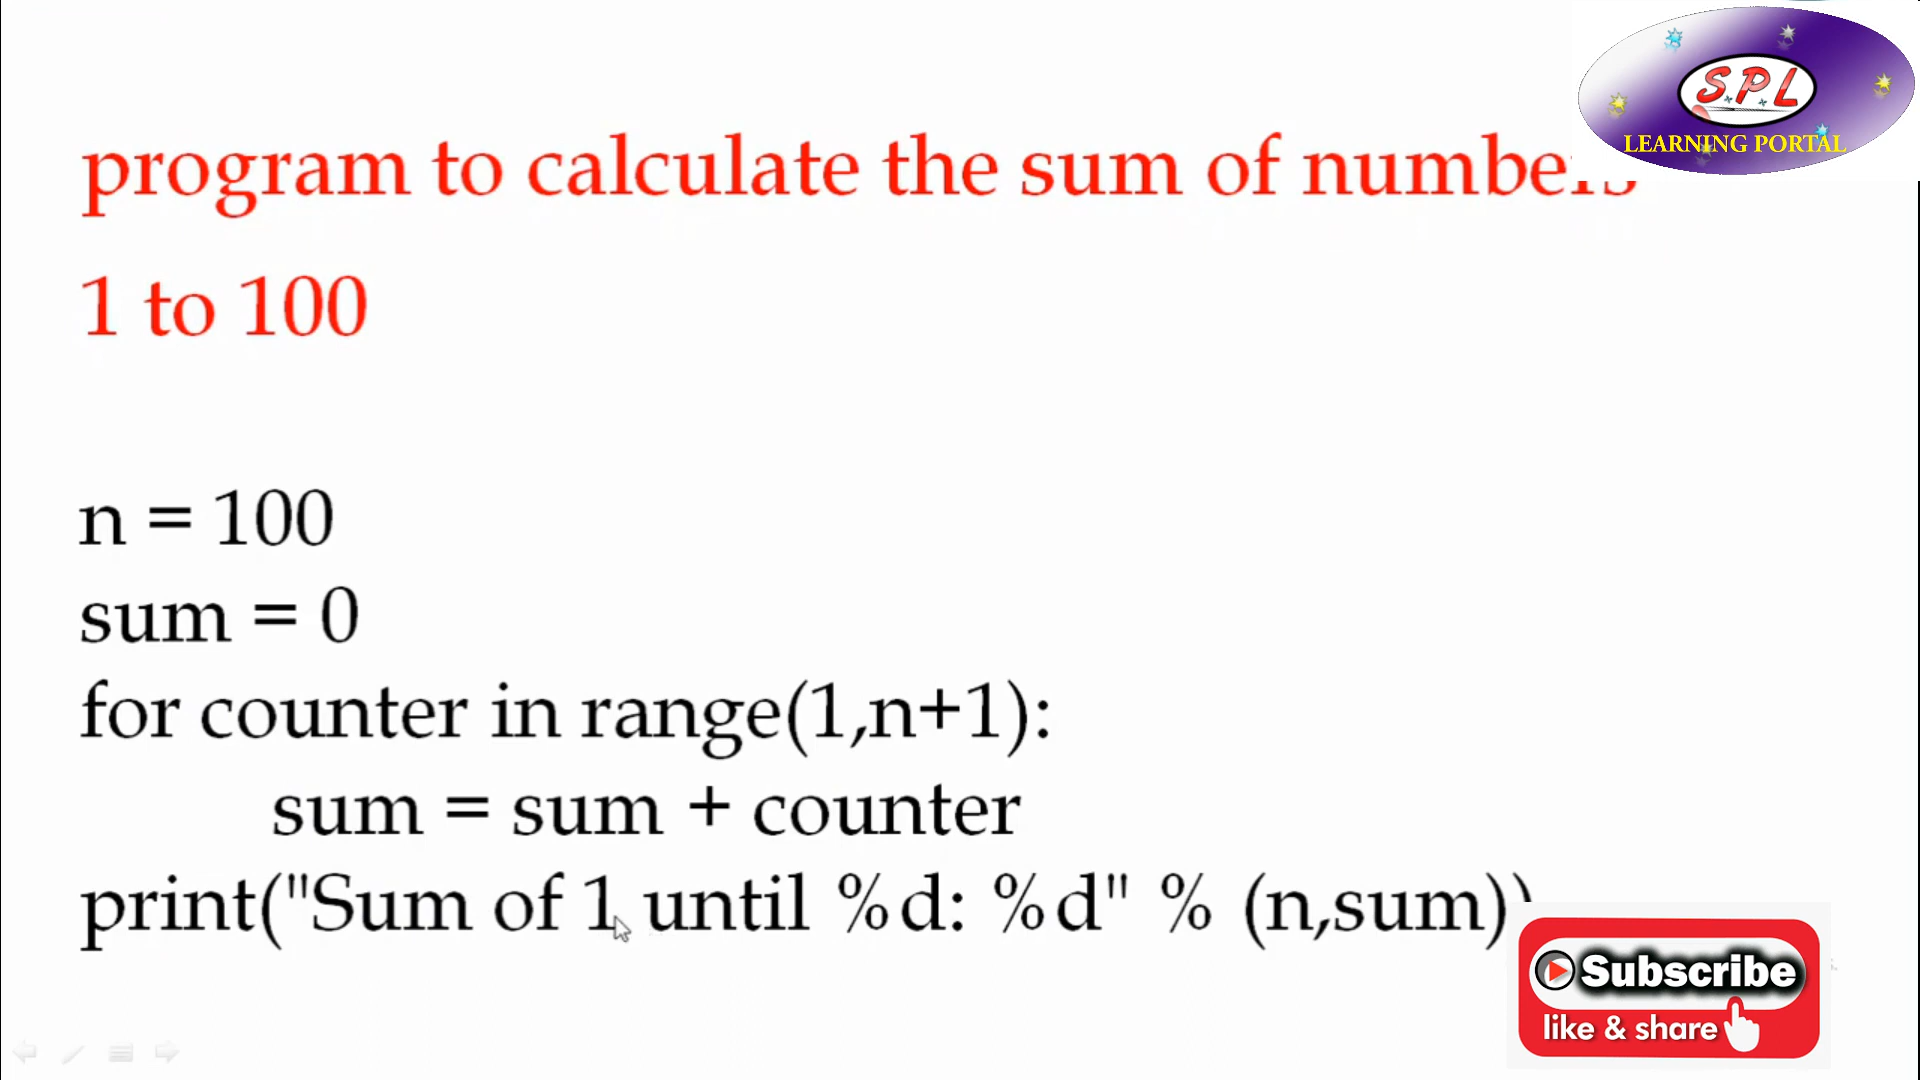 S.P.L
LEARNING PORTAL
program to calculate the sum of numbers
1 to 100
n = 100
sum = 0
for counter in range(1,n+1):
sum = sum + counter
print("Sum of 1 until %d: %d" % (n,sum))
Subscribe
like & share